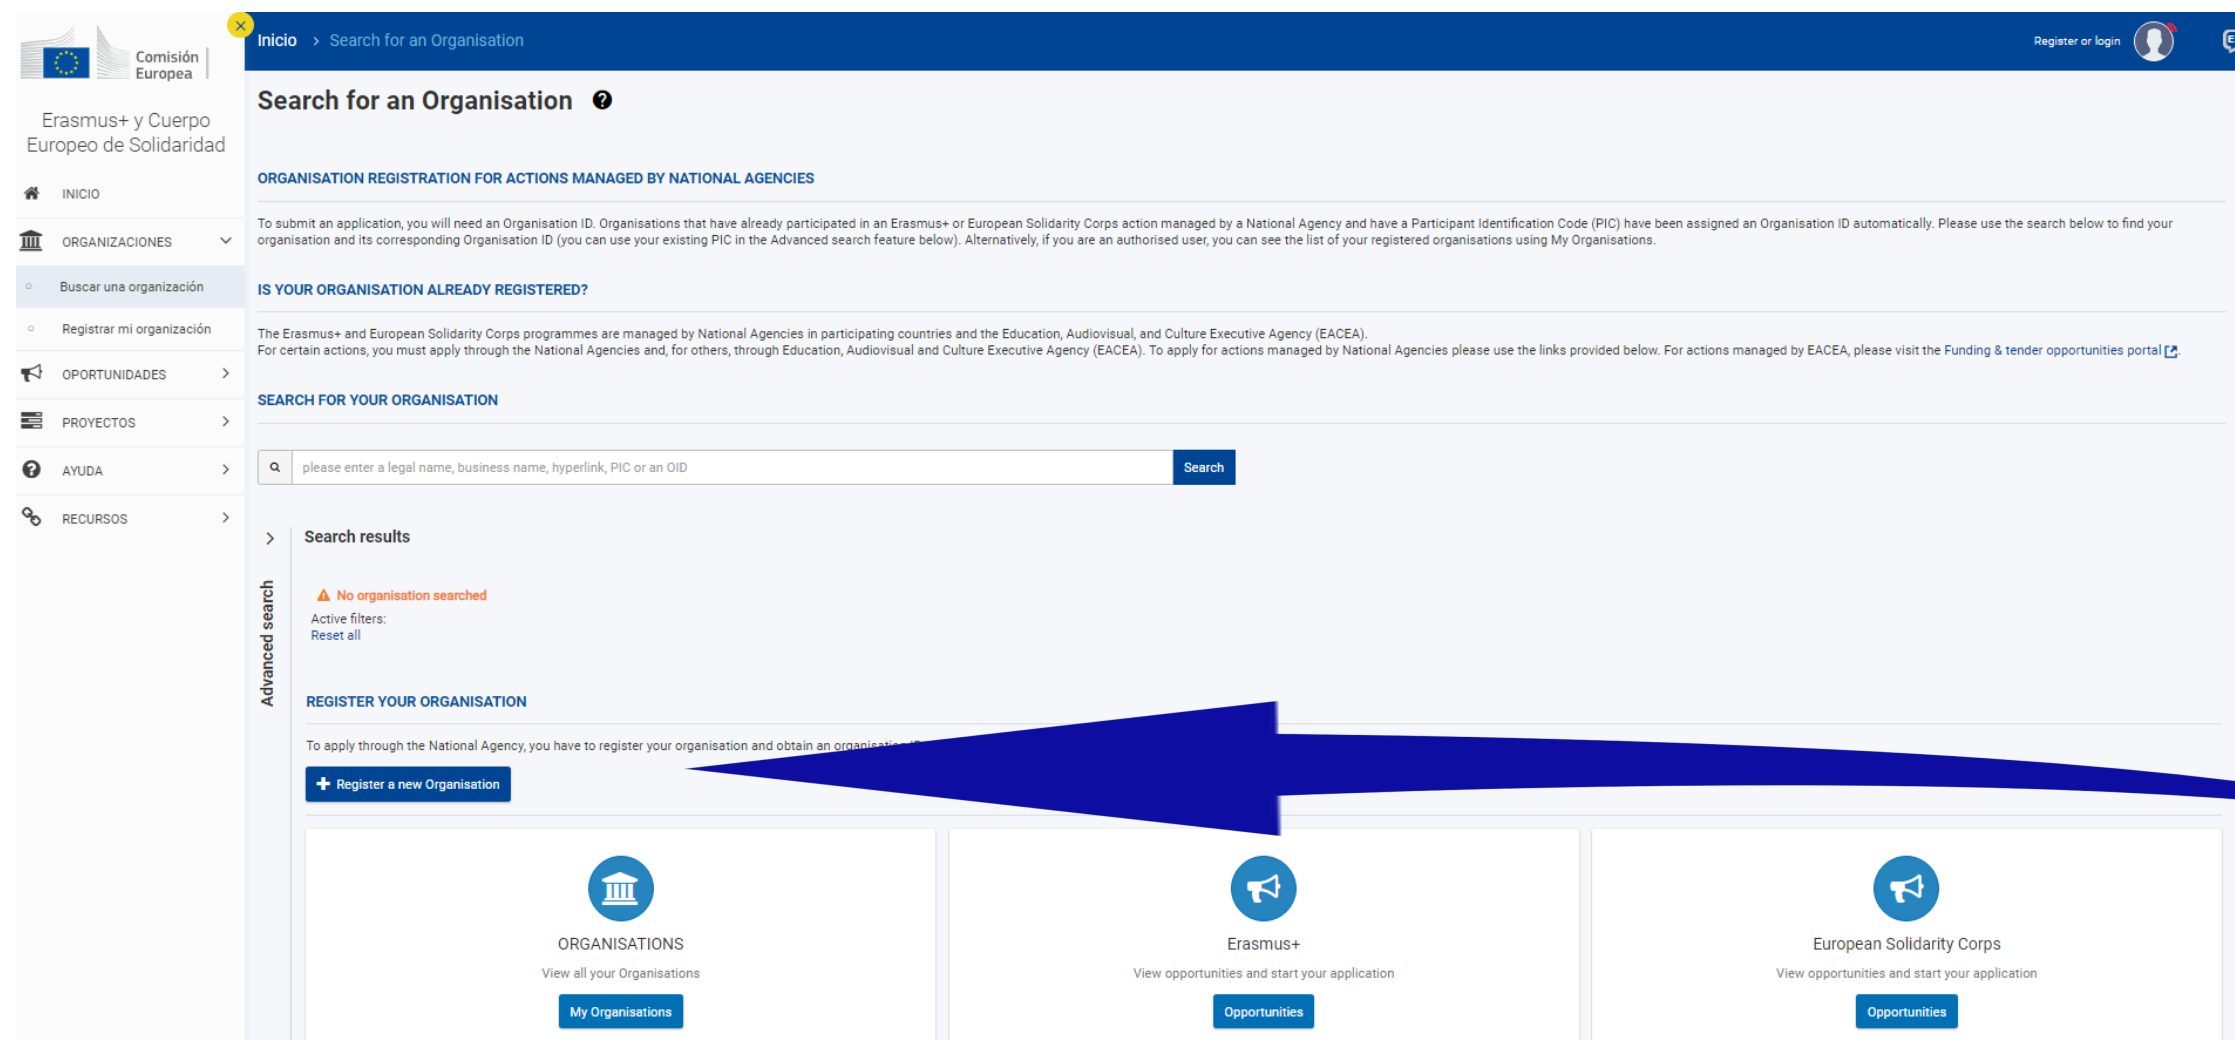 Comisión
Europea
Erasmus+ y Cuerpo
Europeo de Solidaridad
INICIO
ORGANIZACIONES
Buscar una organización
Registrar mi organización
OPORTUNIDADES
PROYECTOS
AYUDA
RECURSOS
Inicio > Search for an Organisation
Register or login
Search for an Organisation
ORGANISATION REGISTRATION FOR ACTIONS MANAGED BY NATIONAL AGENCIES
To submit an application, you will need an Organisation ID. Organisations that have already participated in an Erasmus+ or European Solidarity Corps action managed by a National Agency and have a Participant Identification Code (PIC) have been assigned an Organisation ID automatically. Please use the search below to find your
organisation and its corresponding Organisation ID (you can use your existing PIC in the Advanced search feature below). Alternatively, if you are an authorised user, you can see the list of your registered organisations using My Organisations.
IS YOUR ORGANISATION ALREADY REGISTERED?
The Erasmus+ and European Solidarity Corps programmes are managed by National Agencies in participating countries and the Education, Audiovisual, and Culture Executive Agency (EACEA).
For certain actions, you must apply through the National Agencies and, for others, through Education, Audiovisual and Culture Executive Agency (EACEA). To apply for actions managed by National Agencies please use the links provided below. For actions managed by EACEA, please visit the Funding & tender opportunities portal.
SEARCH FOR YOUR ORGANISATION
please enter a legal name, business name, hyperlink, PIC or an OID
Search
Advanced search
Search results
No organisation searched
Active filters:
Reset all
REGISTER YOUR ORGANISATION
To apply through the National Agency, you have to register your organisation and obtain an organisation
Register a new Organisation
ORGANISATIONS
View all your Organisations
My Organisations
Erasmus+
View opportunities and start your application
Opportunities
European Solidarity Corps
View opportunities and start your application
Opportunities